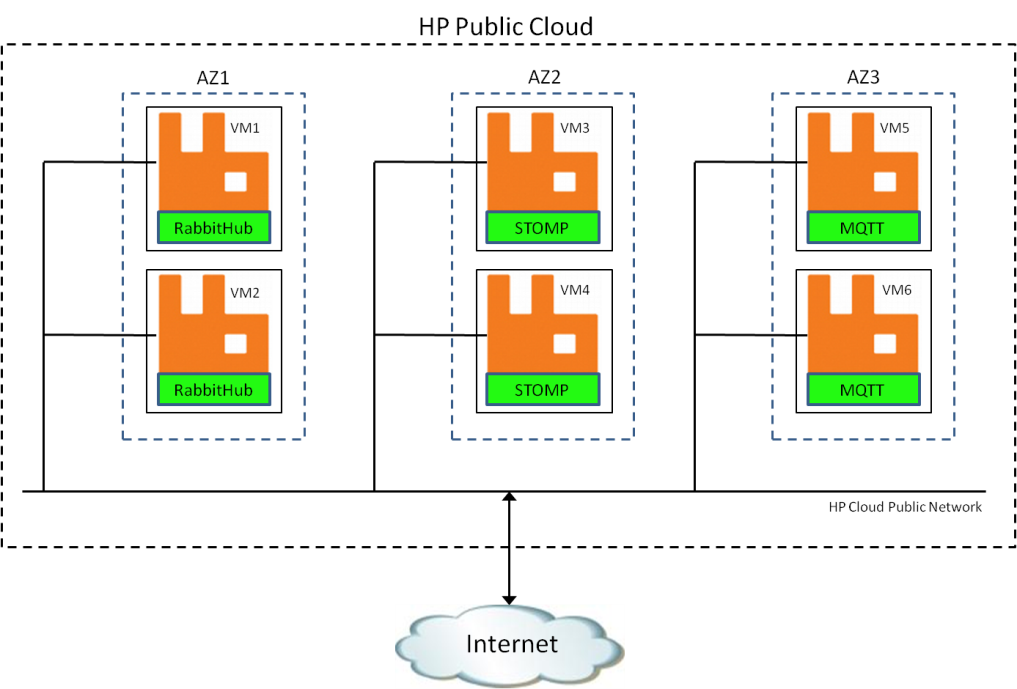 HP Public Cloud
AZ1
AZ2
AZ3
VM1
RabbitHub
VM3
STOMP
VM5
MQTT
VM2
RabbitHub
VM4
STOMP
VM6
MQTT
HP Cloud Public Network
Internet